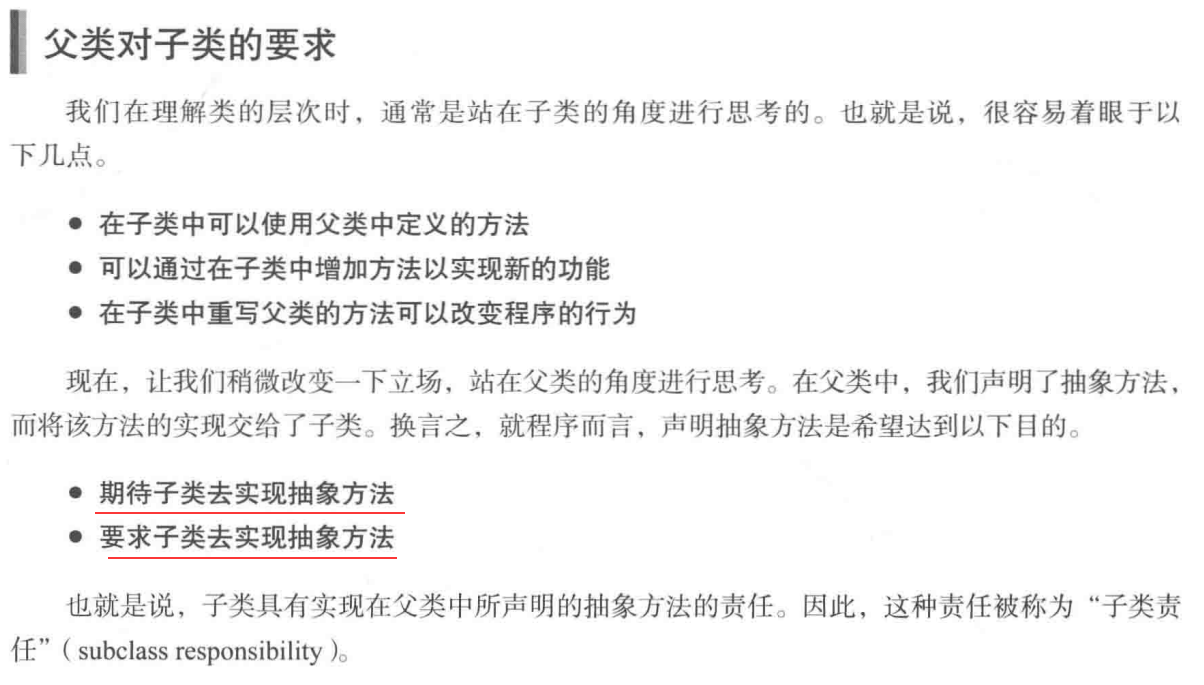 父类对子类的要求
我们在理解类的层次时，通常是站在子类的角度进行思考的。也就是说，很容易着眼于以
下几点。
● 在子类中可以使用父类中定义的方法
● 可以通过在子类中增加方法以实现新的功能
● 在子类中重写父类的方法可以改变程序的行为
现在，让我们稍微改变一下立场，站在父类的角度进行思考。在父类中，我们声明了抽象方法，
而将该方法的实现交给了子类。换言之，就程序而言，声明抽象方法是希望达到以下目的。
● 期待子类去实现抽象方法
● 要求子类去实现抽象方法
也就是说，子类具有实现在父类中所声明的抽象方法的责任。因此，这种责任被称为“子类责
任”（subclass responsibility）。